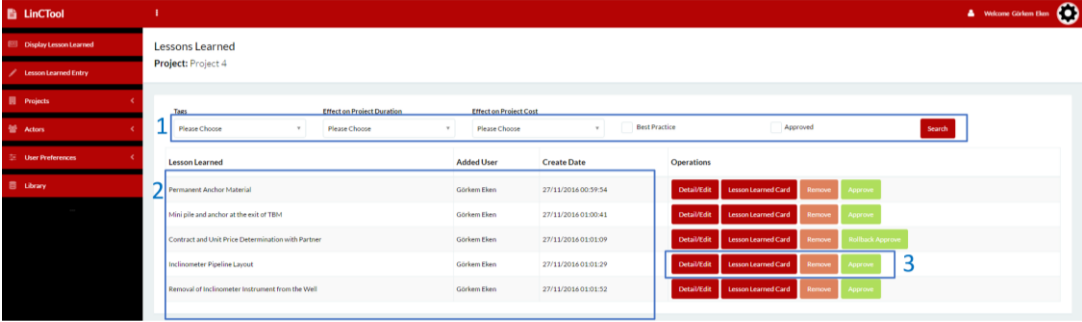 LinCTool
Welcome Görkem Eken
Display Lesson Learned
Lesson Learned Entry
Projects
Actors
User Preferences
Library
Lessons Learned
Project: Project 4
Tags Effect on Project Duration Effect on Project Cost
1 Please Choose Please Choose Please Choose Best Practice Approved Search
Lesson Learned Added User Create Date Operations
2 Permanent Anchor Material Görkem Eken 27/11/2016 00:59:54 Detail/Edit Lesson Learned Card Remove Approve
Mini pile and anchor at the exit of TBM Görkem Eken 27/11/2016 01:00:41 Detail/Edit Lesson Learned Card Remove Approve
Contract and Unit Price Determination with Partner Görkem Eken 27/11/2016 01:01:09 Detail/Edit Lesson Learned Card Remove Rollback Approve
Inclinometer Pipeline Layout Görkem Eken 27/11/2016 01:01:29 Detail/Edit Lesson Learned Card Remove Approve 3
Removal of Inclinometer Instrument from the Well Görkem Eken 27/11/2016 01:01:52 Detail/Edit Lesson Learned Card Remove Approve